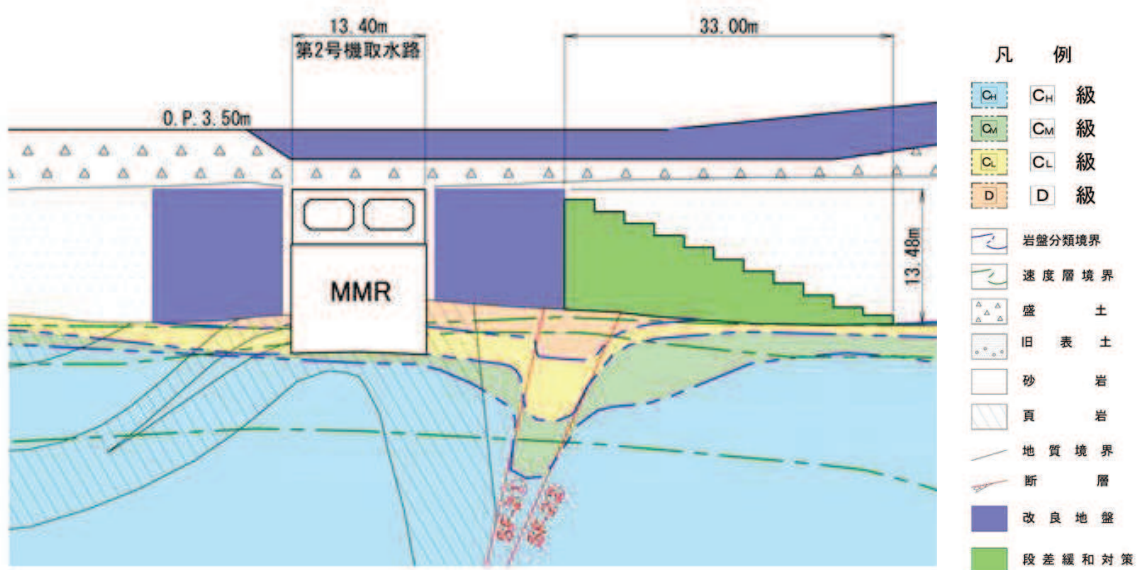 13.40m
第2号機取水路
33.00m
O.P.3.50m
13.48m
MMR
凡 例
CH CH 級
CM CM 級
CL CL 級
D D 級
岩盤分類境界
速度層境界
盛 土
旧 表 土
砂 岩
頁 岩
地 質 境 界
断 層
改 良 地 盤
段 差 緩 和 対 策